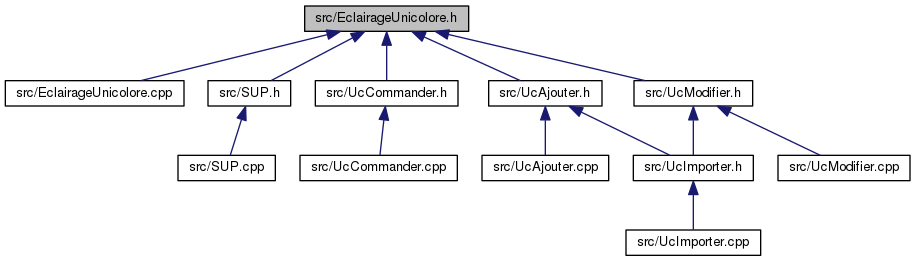 src/EclairageUnicolore.h
src/EclairageUnicolore.cpp
src/SUP.h
src/UcCommander.h
src/UcAjouter.h
src/UcModifier.h
src/SUP.cpp
src/UcCommander.cpp
src/UcAjouter.cpp
src/UcImporter.h
src/UcModifier.cpp
src/UcImporter.cpp